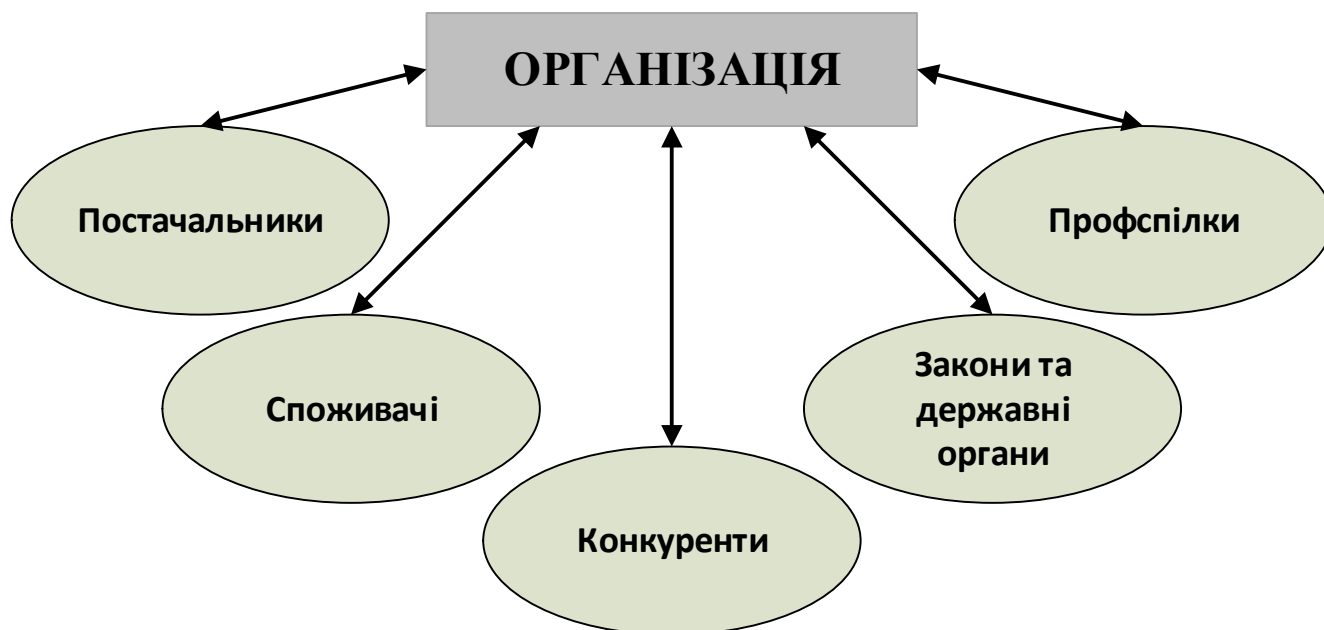 ОРГАНІЗАЦІЯ
Постачальники
Профспілки
Споживачі
Закони та
державні
органи
Конкуренти